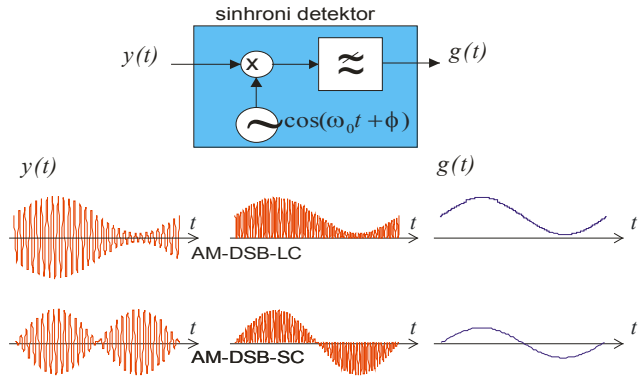 sinhroni detektor
y(t) x g(t)
cos(ω₀t + ϕ)
y(t) g(t)
t t t
AM-DSB-LC
t t t
AM-DSB-SC